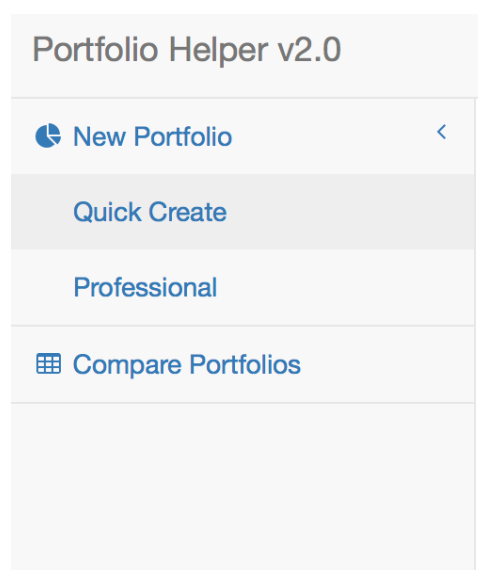 Portfolio Helper v2.0
New Portfolio
Quick Create
Professional
Compare Portfolios